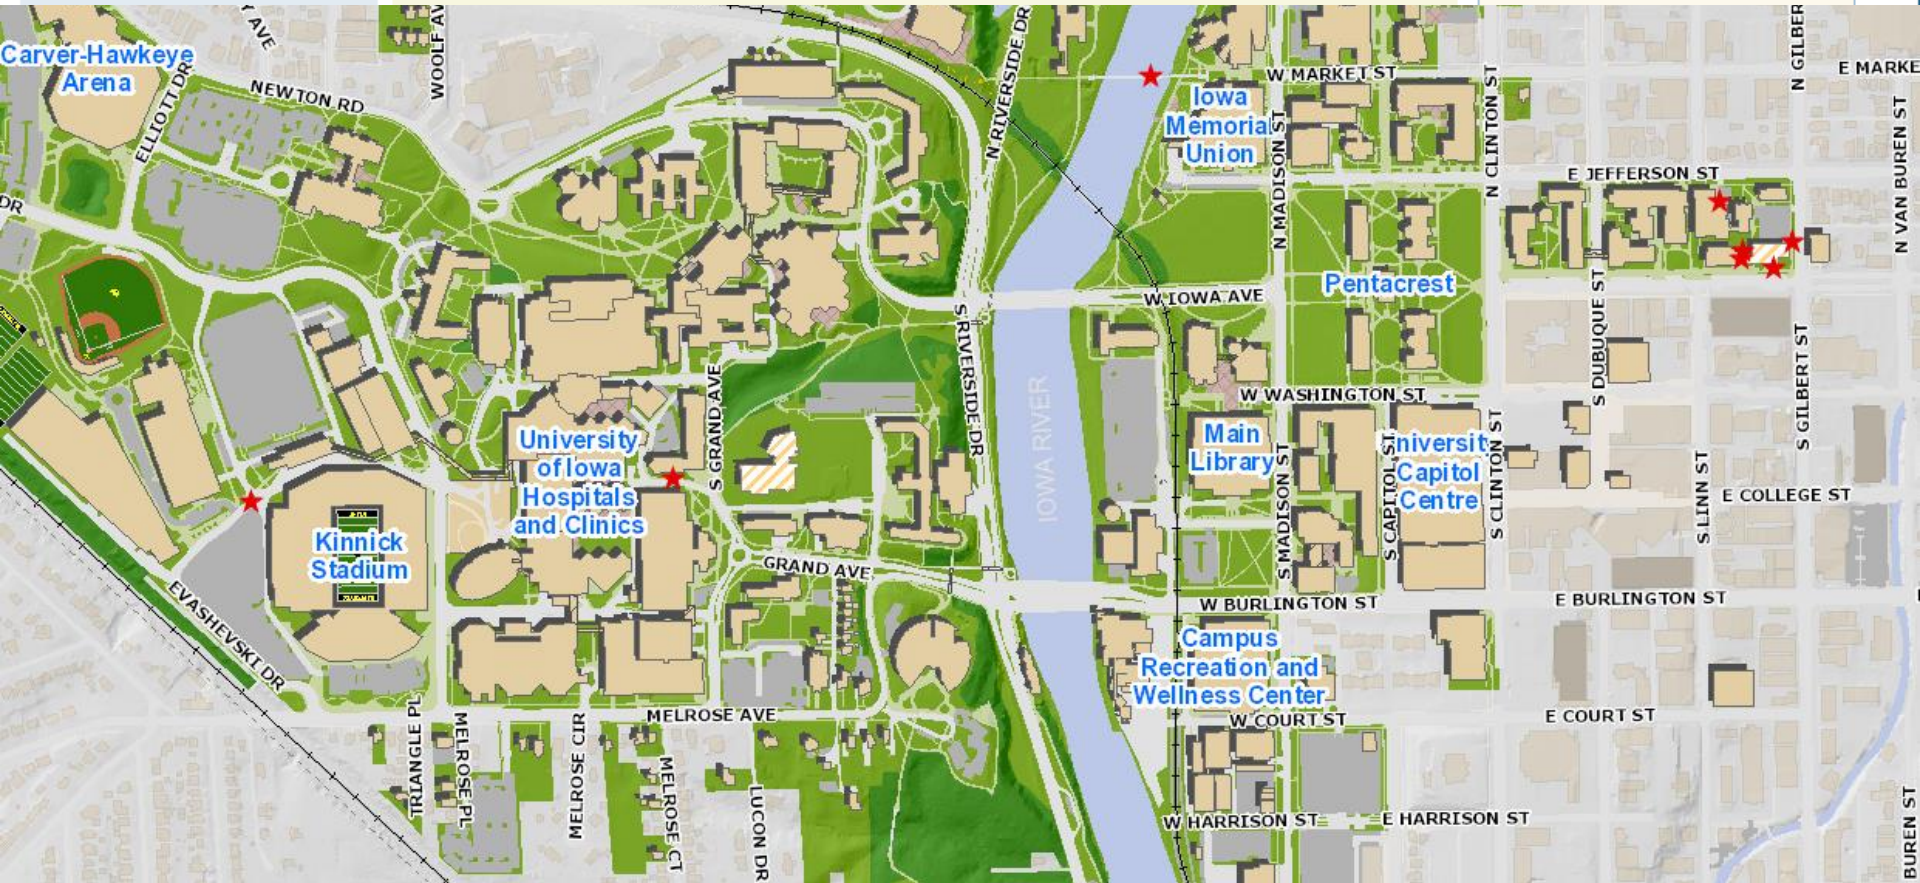 Carver-Hawkeye
Arena
ELLIOTT DR
NEWTON RD
WOOLF AV
Y AVE
DR
N RIVERSIDE DR
W MARKET ST
Iowa
Memorial
Union
N MADISON ST
N CLINTON ST
N GILBER
E MARKE
N VAN BUREN ST
E JEFFERSON ST
Pentacrest
W IOWA AVE
S RIVERSIDE DR
IOWA RIVER
S DUBUQUE ST
S GILBERT ST
W WASHINGTON ST
S GRAND AVE
University
of Iowa
Hospitals
and Clinics
Main
Library
S MADISON ST
S CAPITOL ST
niversity
Capitol
Centre
S CLINTON ST
S LINN ST
E COLLEGE ST
Kinnick
Stadium
GRAND AVE
EVASHEVSKI DR
W BURLINGTON ST
E BURLINGTON ST
Campus
Recreation and
Wellness Center
MELROSE AVE
W COURT ST
E COURT ST
TRIANGLE PL
MELROSE PL
MELROSE CIR
MELROSE CT
LUCON DR
W HARRISON ST
E HARRISON ST
BUREN ST